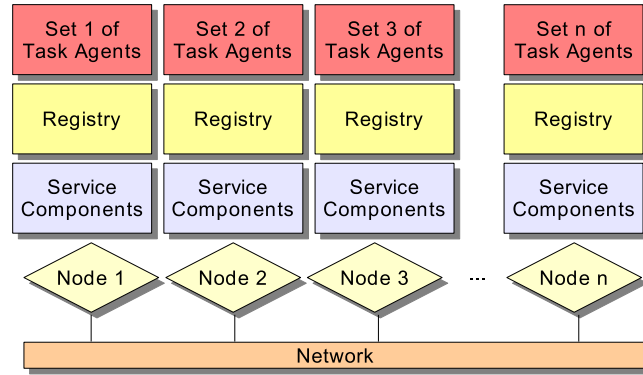 Set 1 of
Task Agents
Set 2 of
Task Agents
Set 3 of
Task Agents
Set n of
Task Agents
Registry
Registry
Registry
Registry
Service
Components
Service
Components
Service
Components
Service
Components
Node 1
Node 2
Node 3
...
Node n
Network